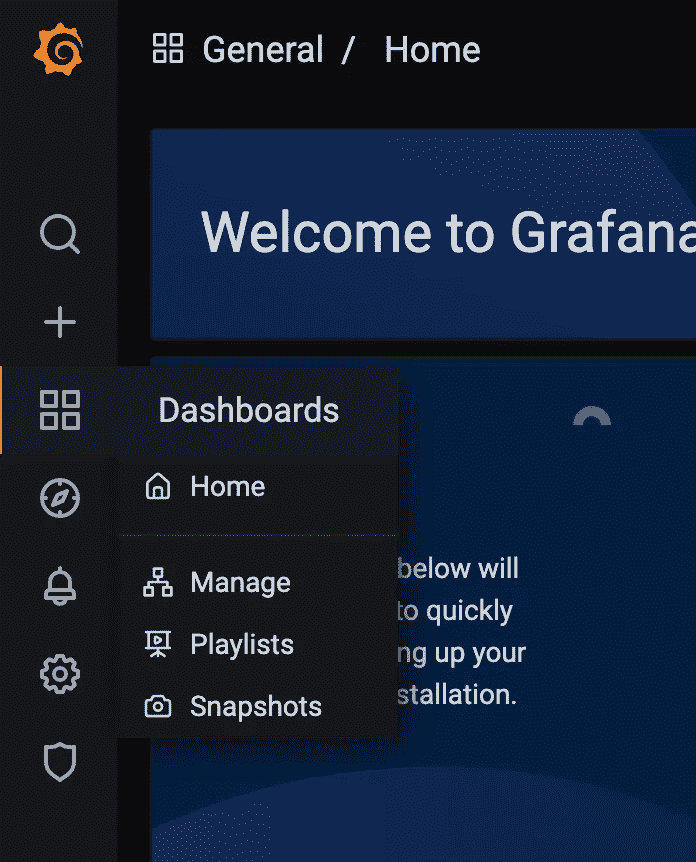 General / Home
Welcome to Grafana
Dashboards
Home
Manage
Playlists
Snapshots
below will
to quickly
ng up your
stallation.